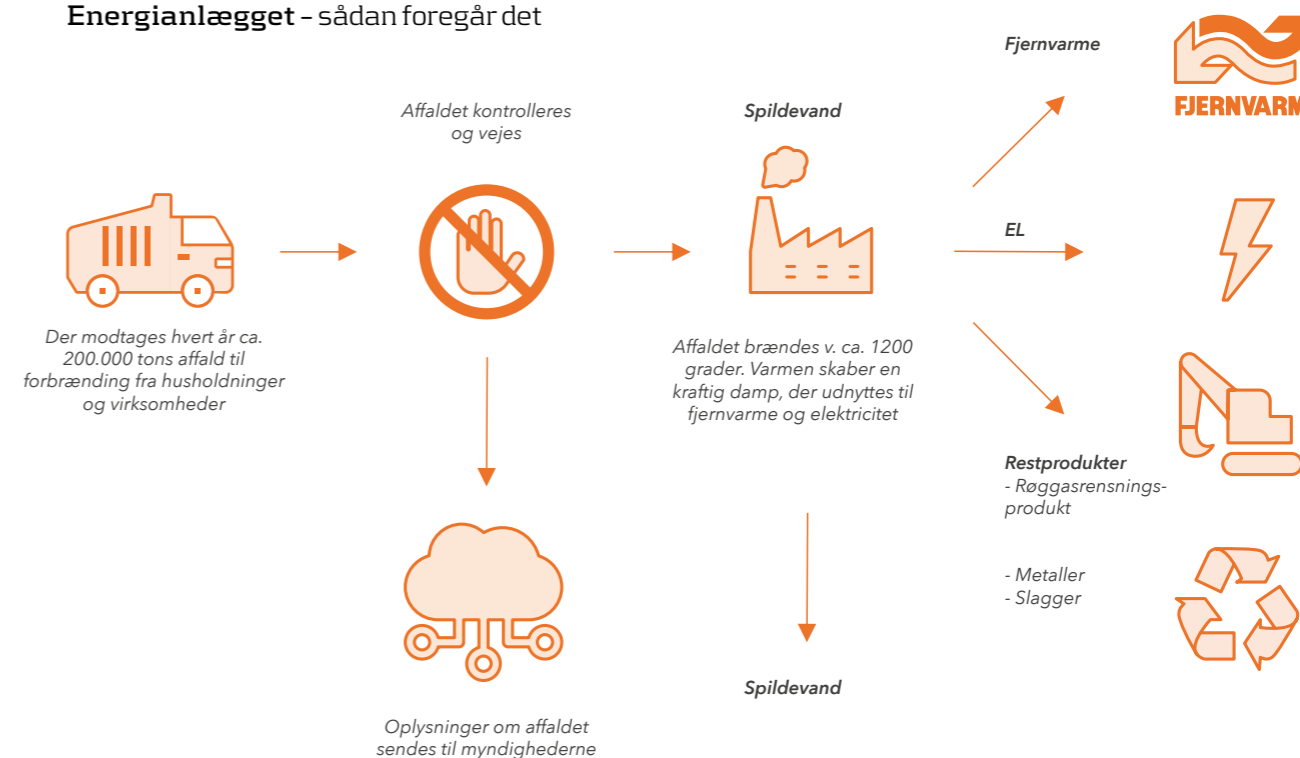 Energianlægget – sådan foregår det
Der modtages hvert år ca.
200.000 tons affald til
forbrænding fra husholdninger
og virksomheder
Affaldet kontrolleres
og vejes
Oplysninger om affaldet
sendes til myndighederne
Spildevand
Affaldet brændes v. ca. 1200
grader. Varmen skaber en
kraftig damp, der udnyttes til
fjernvarme og elektricitet
Spildevand
Fjernvarme
FJERNVARM
EL
Restprodukter
- Røggasrensnings-
produkt
- Metaller
- Slagger